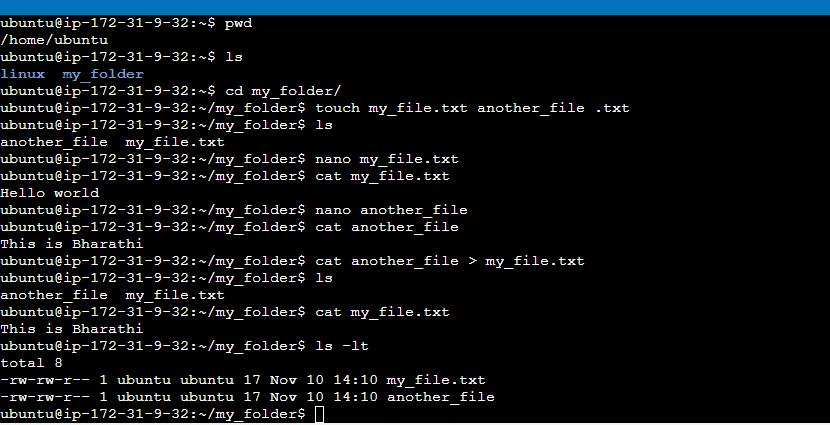 ubuntu@ip-172-31-9-32:~$ pwd
/home/ubuntu
ubuntu@ip-172-31-9-32:~$ ls
linux  my_folder
ubuntu@ip-172-31-9-32:~$ cd my_folder/
ubuntu@ip-172-31-9-32:~/my_folder$ touch my_file.txt another_file .txt
ubuntu@ip-172-31-9-32:~/my_folder$ ls
another_file  my_file.txt
ubuntu@ip-172-31-9-32:~/my_folder$ nano my_file.txt
ubuntu@ip-172-31-9-32:~/my_folder$ cat my_file.txt
Hello world
ubuntu@ip-172-31-9-32:~/my_folder$ nano another_file
ubuntu@ip-172-31-9-32:~/my_folder$ cat another_file
This is Bharathi
ubuntu@ip-172-31-9-32:~/my_folder$ cat another_file > my_file.txt
ubuntu@ip-172-31-9-32:~/my_folder$ ls
another_file  my_file.txt
ubuntu@ip-172-31-9-32:~/my_folder$ cat my_file.txt
This is Bharathi
ubuntu@ip-172-31-9-32:~/my_folder$ ls -lt
total 8
-rw-rw-r-- 1 ubuntu ubuntu 17 Nov 10 14:10 my_file.txt
-rw-rw-r-- 1 ubuntu ubuntu 17 Nov 10 14:10 another_file
ubuntu@ip-172-31-9-32:~/my_folder$